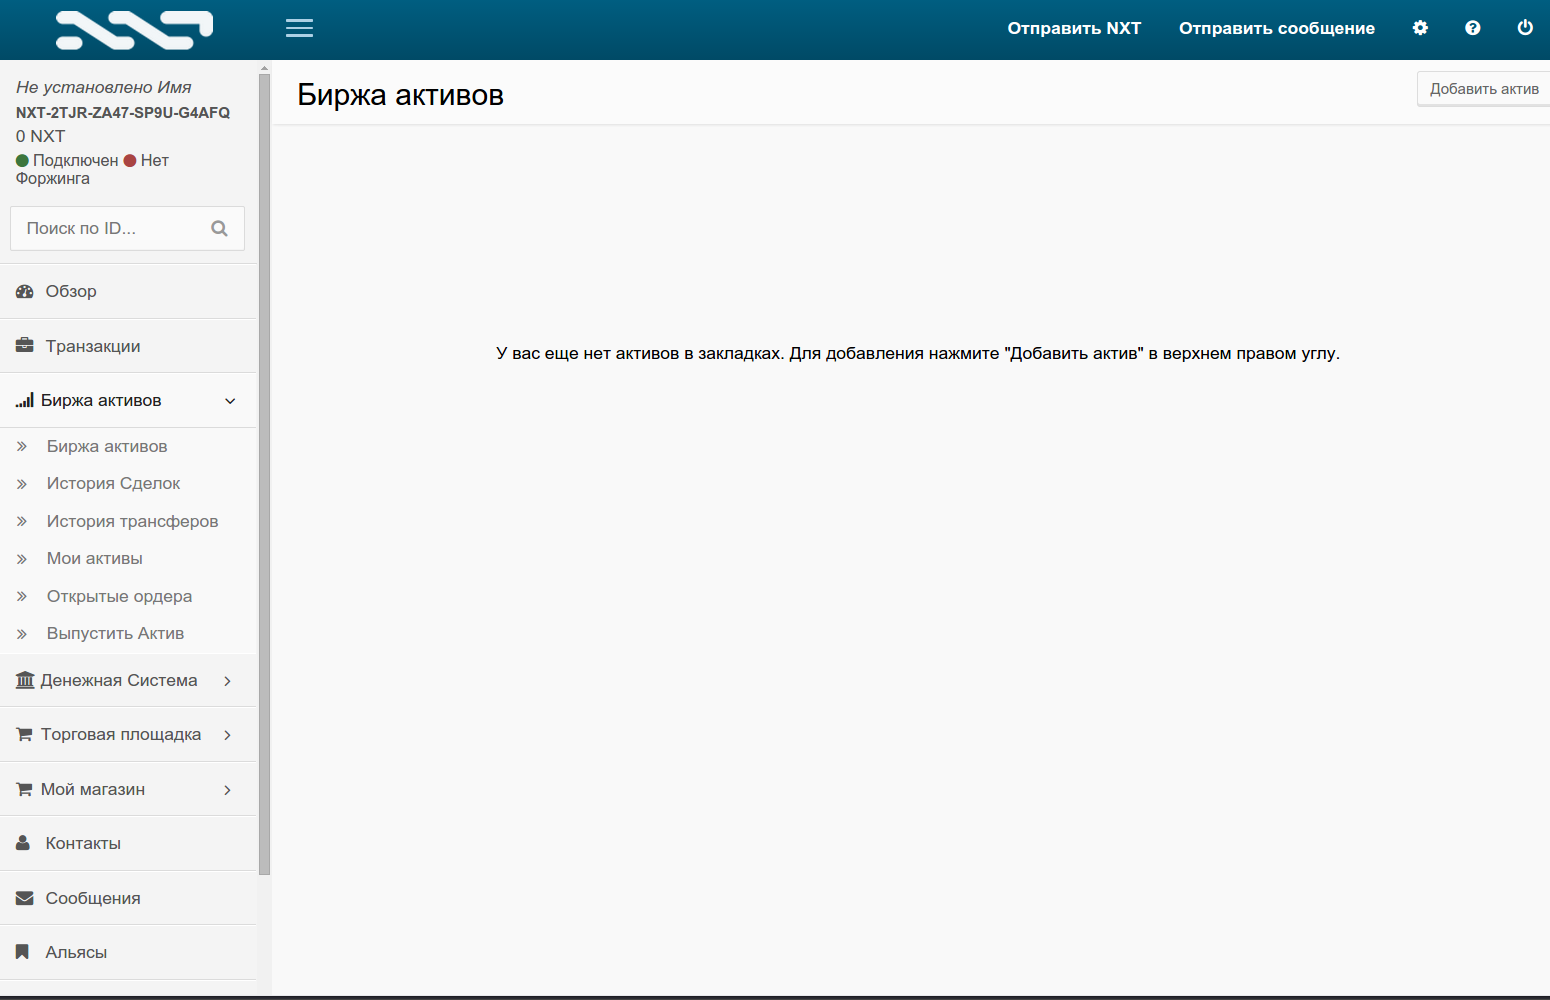 NXT
Отправить NXT
Отправить сообщение
Не установлено Имя
NXT-2TJR-ZA47-SP9U-G4AFQ
0 NXT
Подключен Нет
Форжинга
Поиск по ID...
Обзор
Транзакции
Биржа активов
Биржа активов
История Сделок
История трансферов
Мои активы
Открытые ордера
Выпустить Актив
Денежная Система
Торговая площадка
Мой магазин
Контакты
Сообщения
Альясы
Биржа активов
Добавить актив
У вас еще нет активов в закладках. Для добавления нажмите "Добавить актив" в верхнем правом углу.